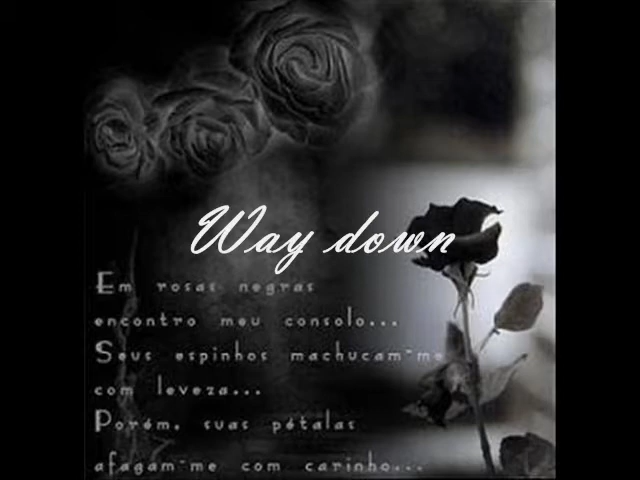 Way down
Em rosas negras
encontro meu consolo...
Seus espinhos machucam-me
com leveza...
Porém, suas pétalas
afagam-me com carinho...